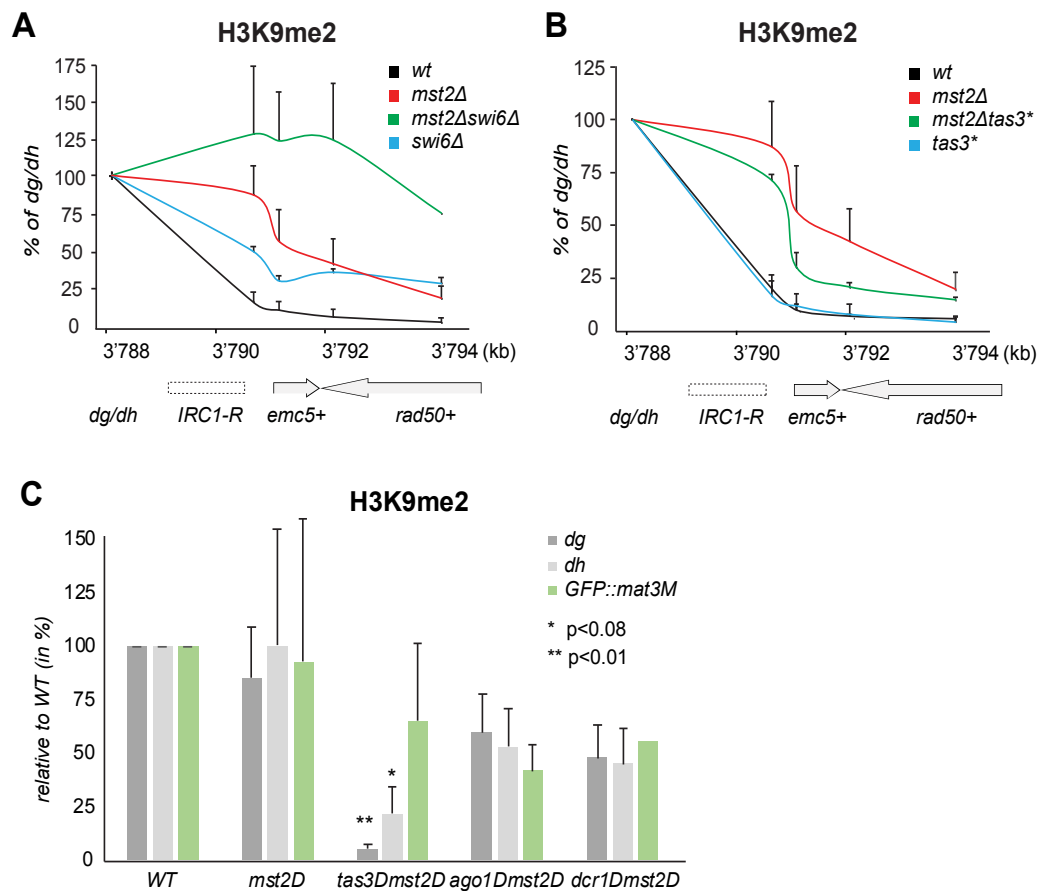 A
H3K9me2
% of dg/dh
175
150
125
100
75
50
25
0
wt
mst2Δ
mst2Δswi6Δ
swi6Δ
3'788 3'790 3'792 3'794 (kb)
dg/dh IRC1-R emc5+ rad50+
B
H3K9me2
% of dg/dh
125
100
75
50
25
0
wt
mst2Δ
mst2Δtas3*
tas3*
3'788 3'790 3'792 3'794 (kb)
dg/dh IRC1-R emc5+ rad50+
C
H3K9me2
relative to WT (in %)
150
125
100
75
50
25
0
dg
dh
GFP::mat3M
* p<0.08
** p<0.01
** *
WT mst2D tas3Dmst2D ago1Dmst2D dcr1Dmst2D